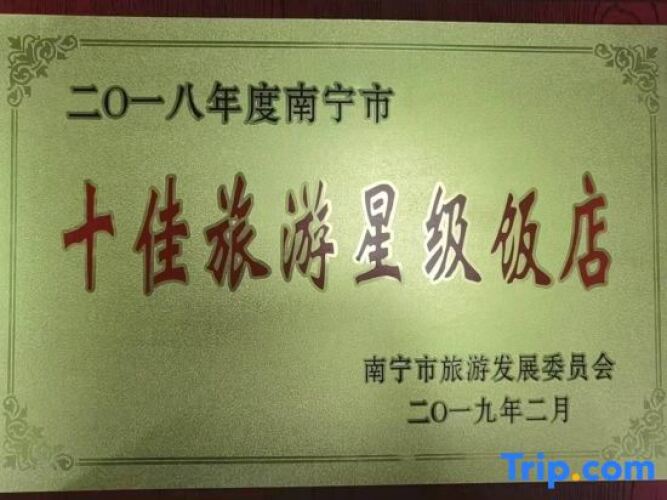 二〇一八年度南宁市
十佳旅游星级饭店
南宁市旅游发展委员会
二〇一九年二月
Trip.com